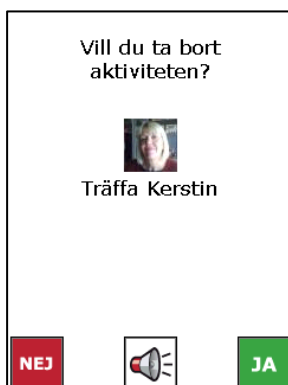 Vill du ta bort
aktiviteten?
Träffa Kerstin
NEJ
JA